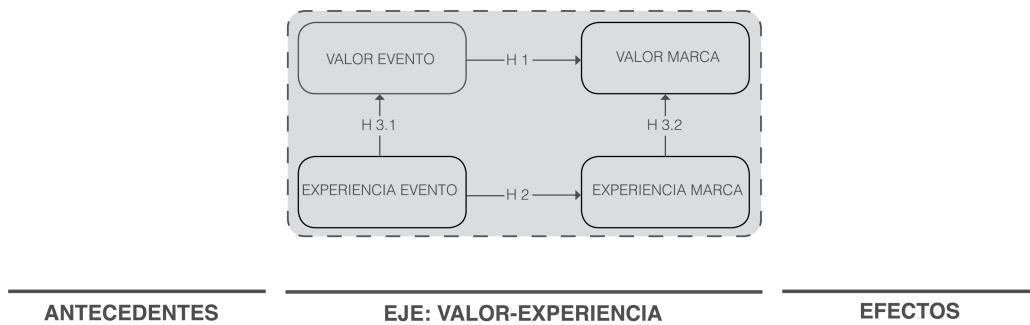 VALOR EVENTO
H 1
VALOR MARCA
H 3.1
H 3.2
EXPERIENCIA EVENTO
H 2
EXPERIENCIA MARCA
ANTECEDENTES
EJE: VALOR-EXPERIENCIA
EFECTOS